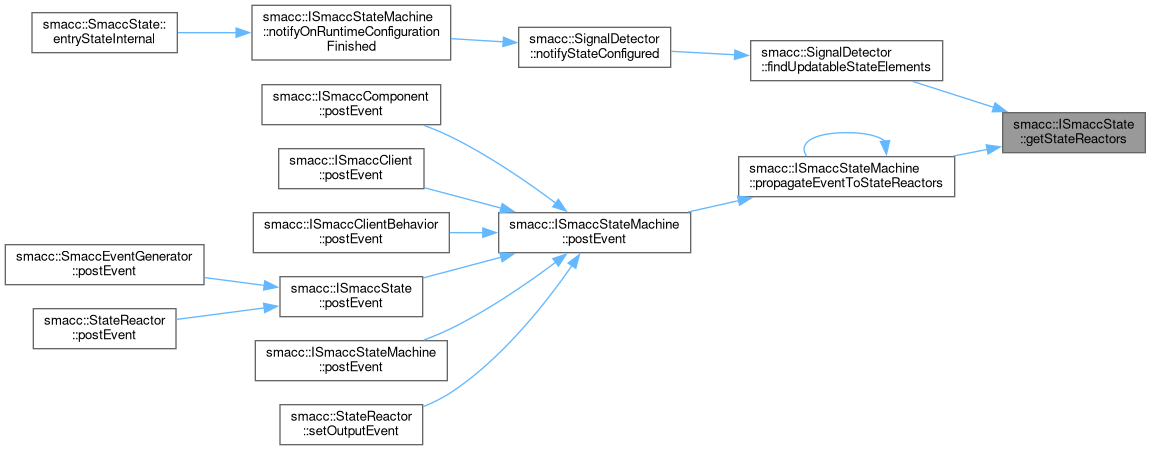 smacc::SmaccState::
entryStateInternal
smacc::ISmaccStateMachine
::notifyOnRuntimeConfiguration
Finished
smacc::SignalDetector
::notifyStateConfigured
smacc::SignalDetector
::findUpdatableStateElements
smacc::ISmaccState
::getStateReactors
smacc::ISmaccComponent
::postEvent
smacc::ISmaccClient
::postEvent
smacc::ISmaccStateMachine
::propagateEventToStateReactors
smacc::ISmaccClientBehavior
::postEvent
smacc::ISmaccStateMachine
::postEvent
smacc::SmaccEventGenerator
::postEvent
smacc::ISmaccState
::postEvent
smacc::StateReactor
::postEvent
smacc::ISmaccStateMachine
::postEvent
smacc::StateReactor
::setOutputEvent